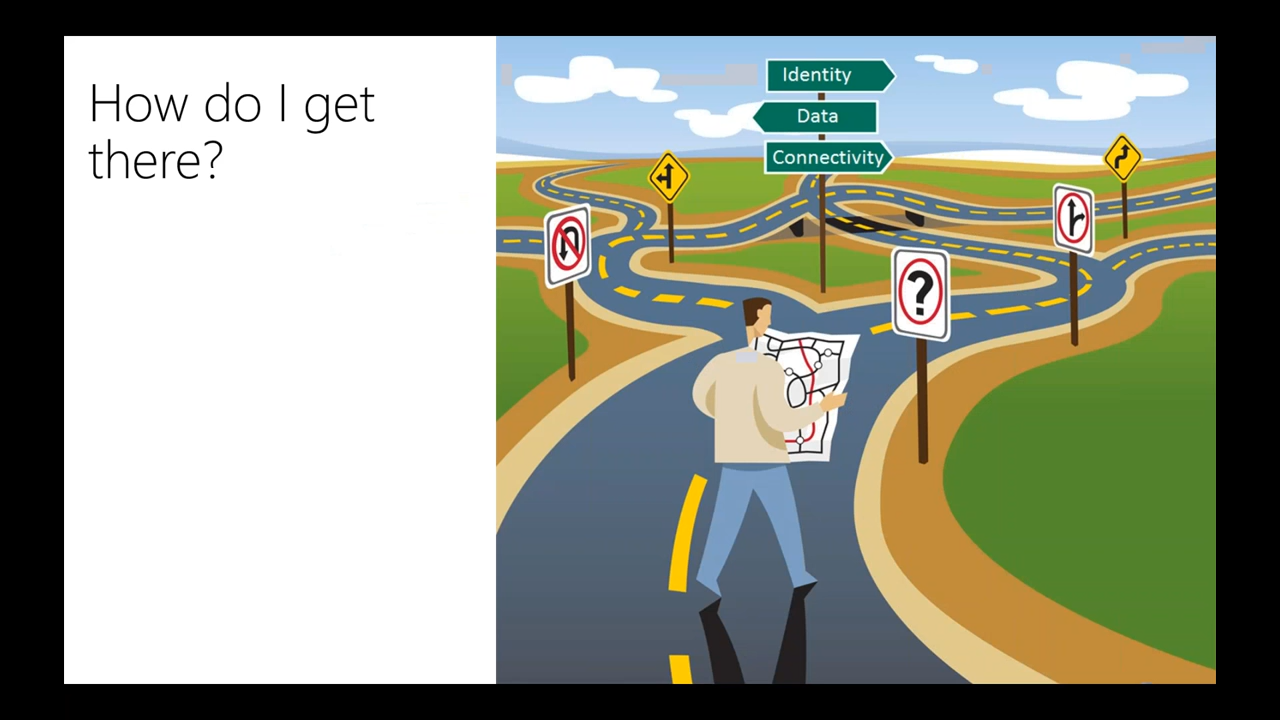 How do I get
there?
Identity
Data
Connectivity
?